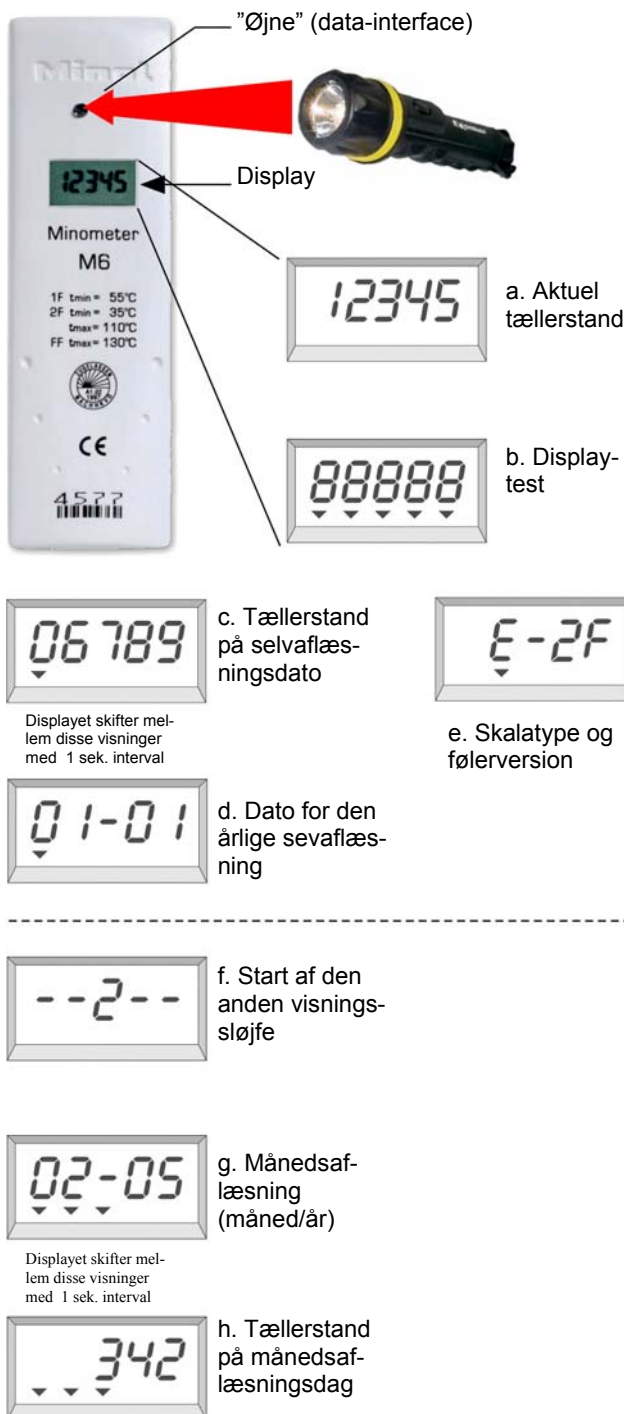 "Øjne" (data-interface)
Minol
Display
12345
Minometer
M6
1F tmin = 55°C
2F tmin = 35°C
tmax = 110°C
FF tmax = 130°C
CE
4577
12345
a. Aktuel
tællerstand
88888
b. Display-
test
06789
c. Tællerstand
på selvaflæs-
ningsdato
E-2F
e. Skalatype og
følerversion
Displayet skifter mel-
lem disse visninger
med 1 sek. interval
01-01
d. Dato for den
årlige sevaflæs-
ning
--2--
f. Start af den
anden visnings-
sløjfe
02-05
g. Månedsaf-
læsning
(måned/år)
Displayet skifter mel-
lem disse visninger
med 1 sek. interval
342
h. Tællerstand
på månedsaf-
læsningsdag